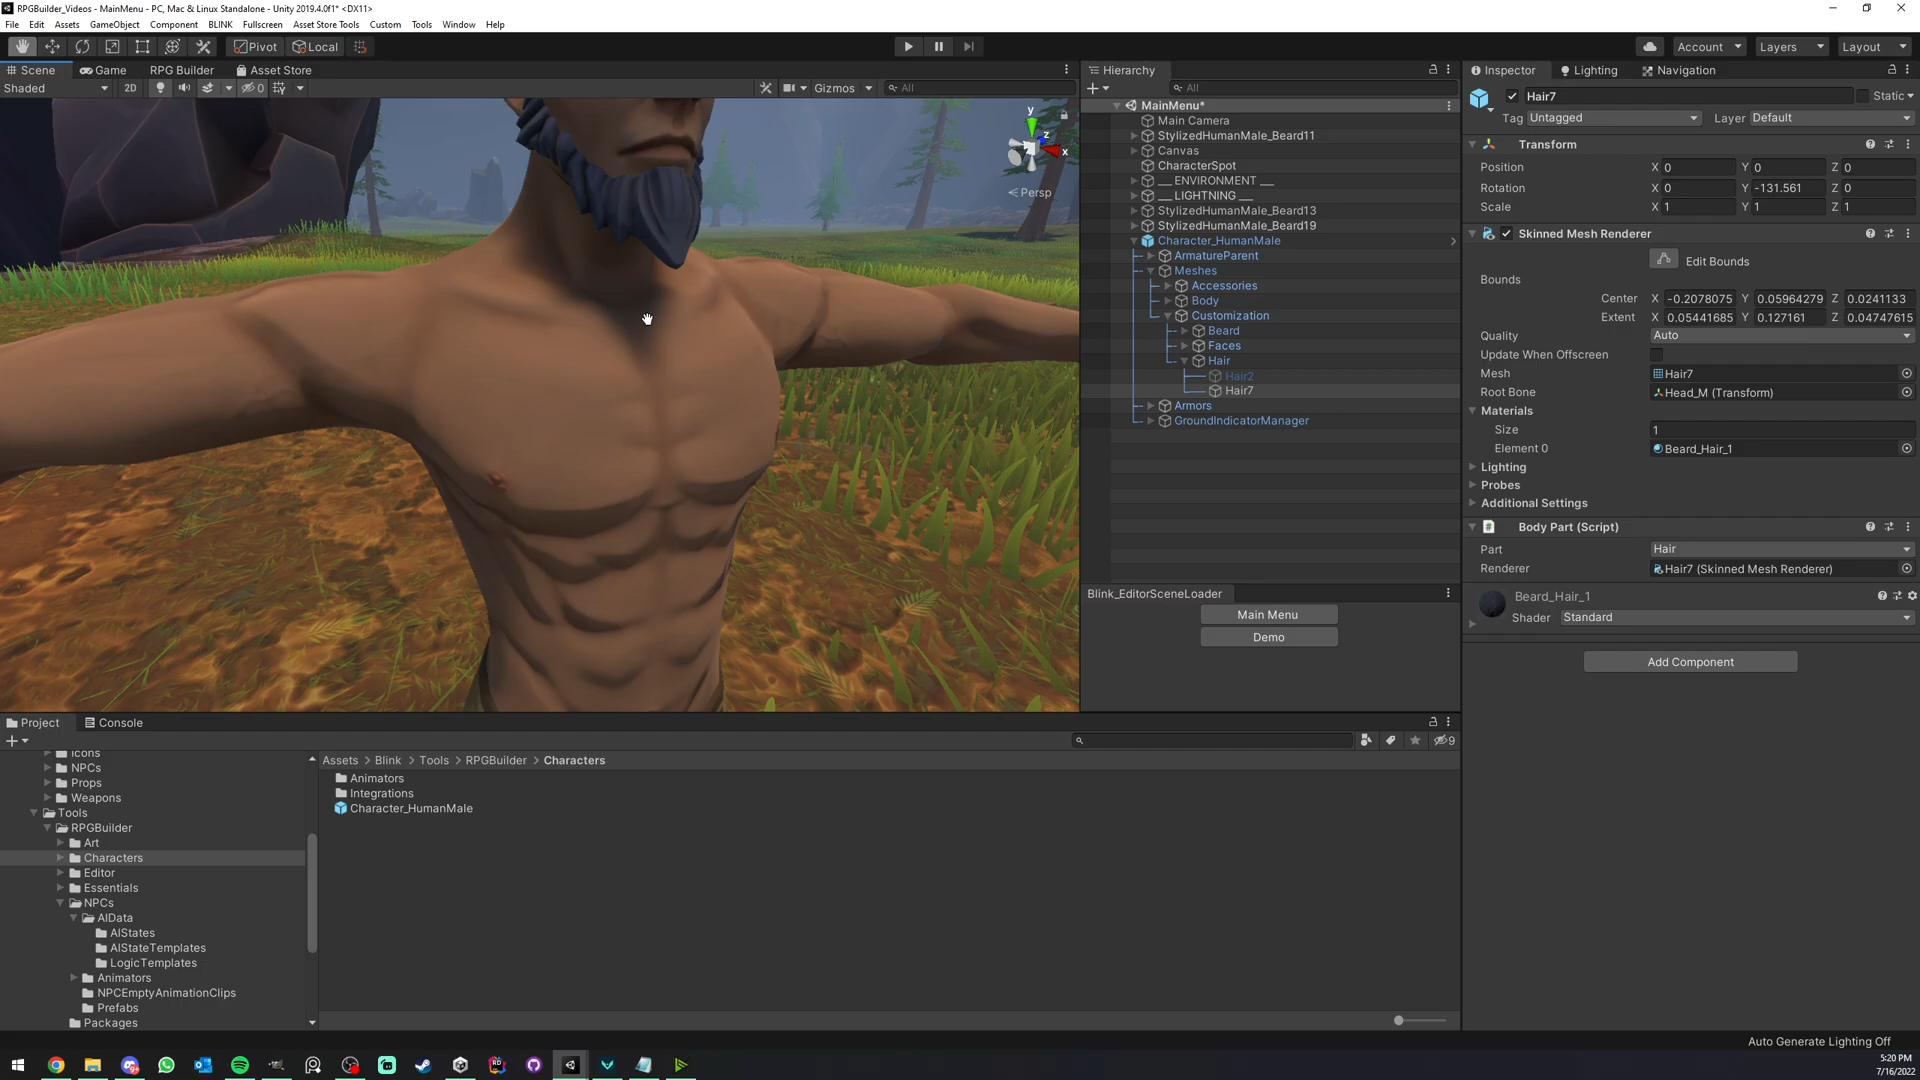 RPGBuilder_Videos - MainMenu - PC, Mac & Linux Standalone - Unity 2019.4.0f1* <DX11>
File Edit Assets GameObject Component BLINK Fullscreen Asset Store Tools Custom Tools Window Help
Pivot Local Account Layers Layout
Scene Game RPG Builder Asset Store
Shaded 2D 0 Gizmos All
y
z
x
Persp
Hierarchy
All
MainMenu*
Main Camera
StylizedHumanMale_Beard11
Canvas
CharacterSpot
__ ENVIRONMENT __
__ LIGHTNING __
StylizedHumanMale_Beard13
StylizedHumanMale_Beard19
Character_HumanMale
ArmatureParent
Meshes
Accessories
Body
Customization
Beard
Faces
Hair
Hair2
Hair7
Armors
GroundIndicatorManager
Blink_EditorSceneLoader
Main Menu
Demo
Inspector Lighting Navigation
Hair7 Static
Tag Untagged Layer Default
Transform
Position X 0 Y 0 Z 0
Rotation X 0 Y -131.561 Z 0
Scale X 1 Y 1 Z 1
Skinned Mesh Renderer
Edit Bounds
Bounds
Center X -0.2078075 Y 0.05964279 Z 0.0241133
Extent X 0.05441685 Y 0.127161 Z 0.04747615
Quality Auto
Update When Offscreen
Mesh Hair7
Root Bone Head_M (Transform)
Materials
Size 1
Element 0 Beard_Hair_1
Lighting
Probes
Additional Settings
# Body Part (Script)
Part Hair
Renderer Hair7 (Skinned Mesh Renderer)
Beard_Hair_1
Shader Standard
Add Component
Project Console
9
Icons
NPCs
Props
Weapons
Tools
RPGBuilder
Art
Characters
Editor
Essentials
NPCs
AIData
AIStates
AIStateTemplates
LogicTemplates
Animators
NPCEmptyAnimationClips
Prefabs
Packages
Assets > Blink > Tools > RPGBuilder > Characters
Animators
Integrations
Character_HumanMale
Auto Generate Lighting Off
5:20 PM
7/16/2022